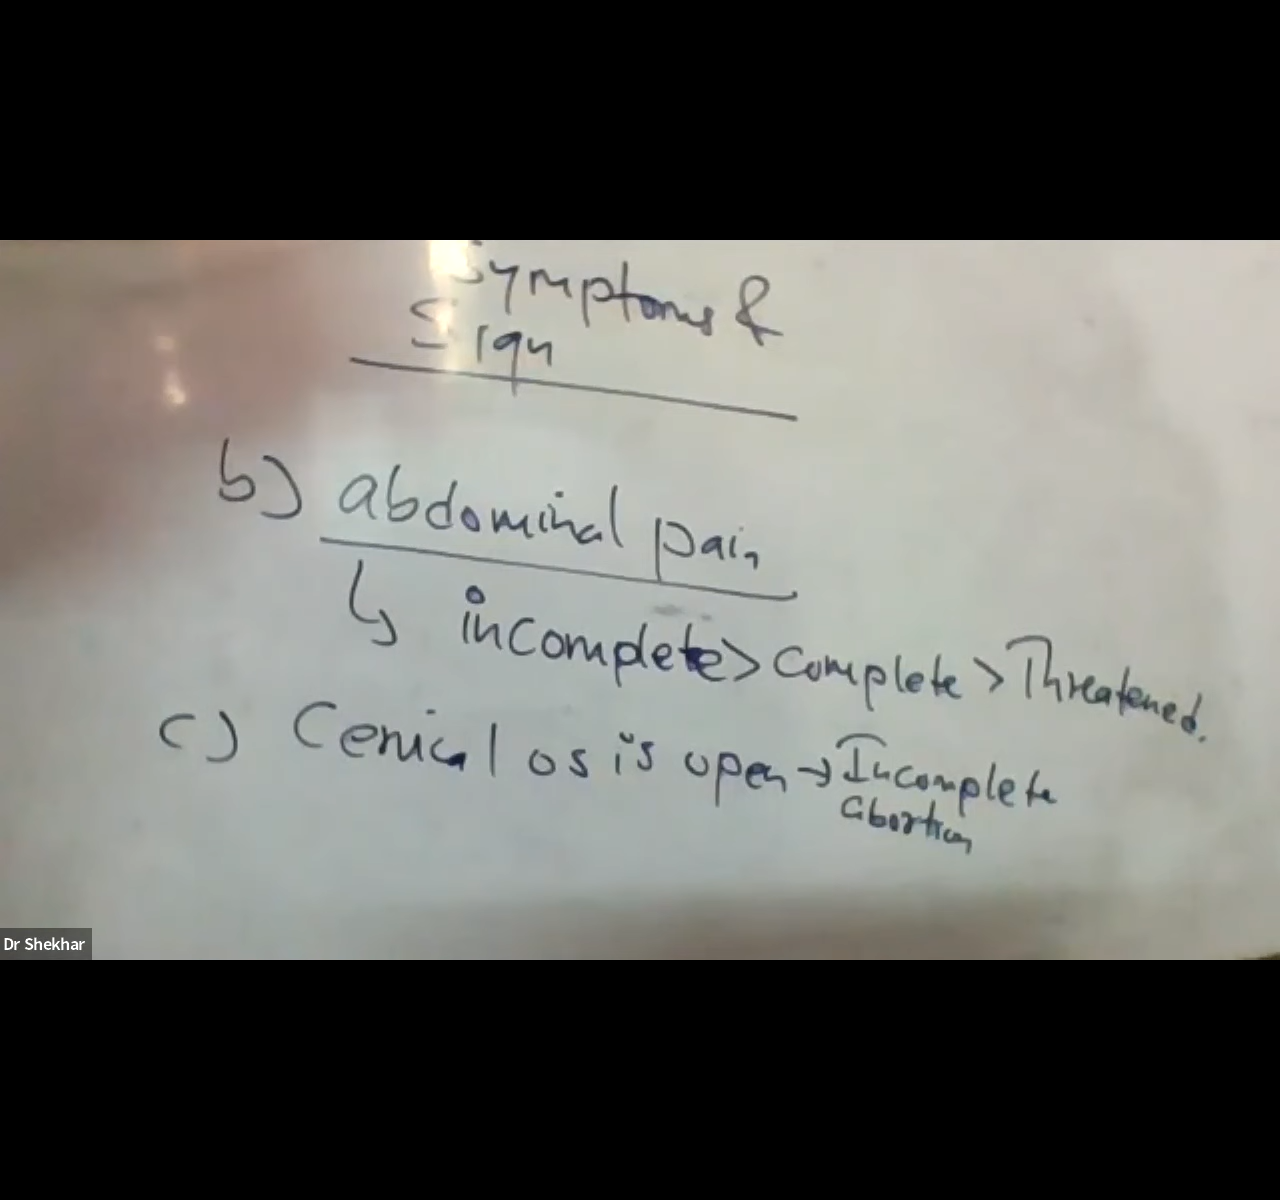 Symptoms &
Sign
b) abdominal pain
↳ incomplete > complete > Threatened.
c) Cervical os is open → Incomplete
abortion
Dr Shekhar